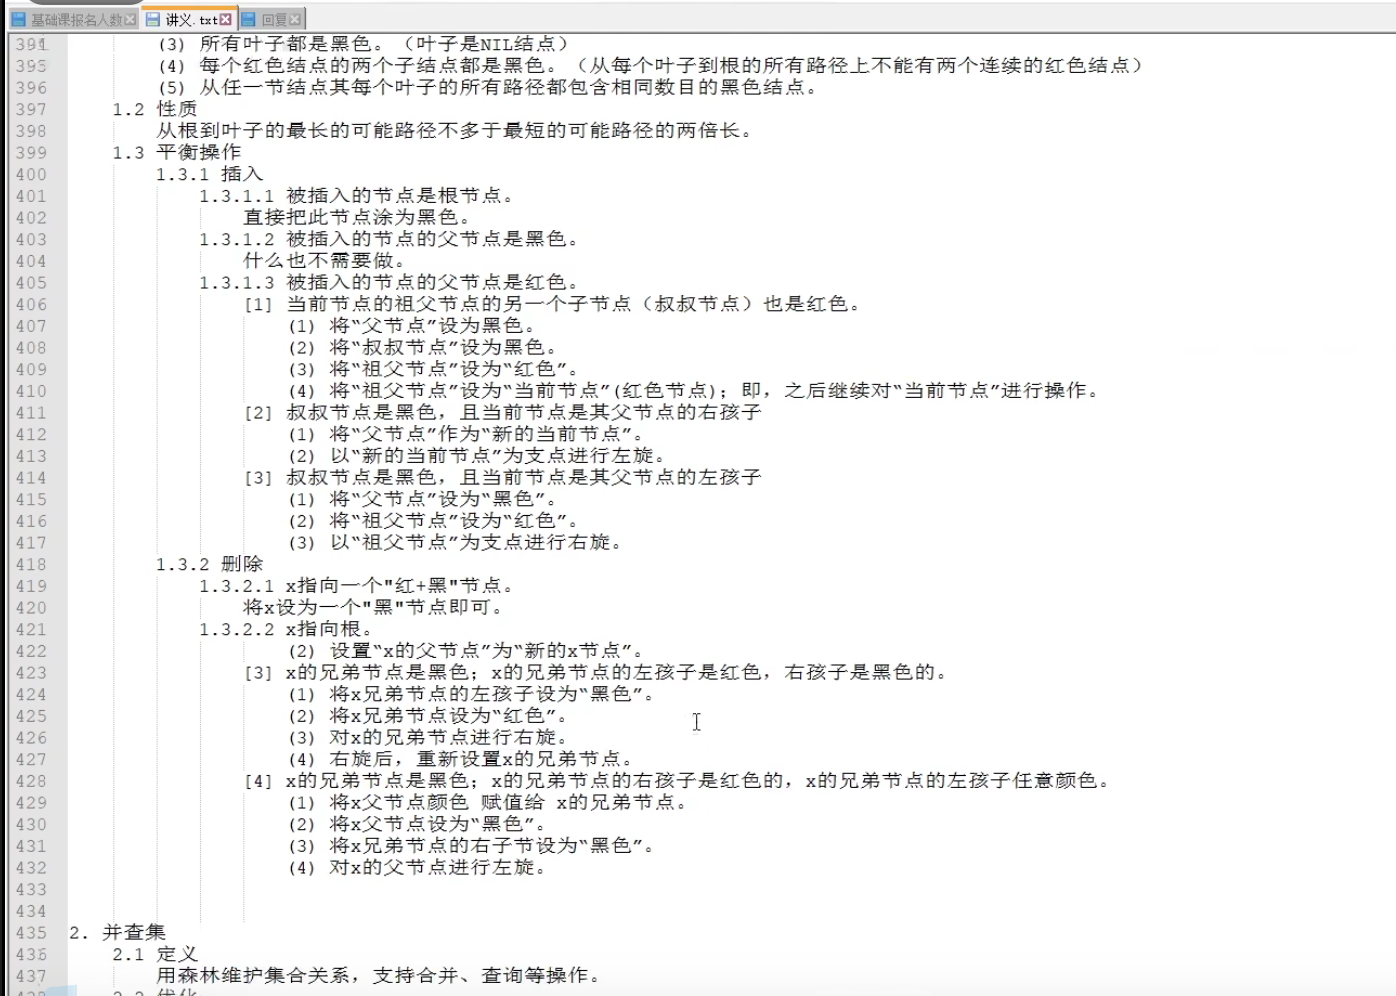 基础课报名人数
讲义.txt
回复
394 (3) 所有叶子都是黑色。（叶子是NIL结点）
395 (4) 每个红色结点的两个子结点都是黑色。（从每个叶子到根的所有路径上不能有两个连续的红色结点）
396 (5) 从任一节结点其每个叶子的所有路径都包含相同数目的黑色结点。
397 1.2 性质
398 从根到叶子的最长的可能路径不多于最短的可能路径的两倍长。
399 1.3 平衡操作
400 1.3.1 插入
401 1.3.1.1 被插入的节点是根节点。
402 直接把此节点涂为黑色。
403 1.3.1.2 被插入的节点的父节点是黑色。
404 什么也不需要做。
405 1.3.1.3 被插入的节点的父节点是红色。
406 [1] 当前节点的祖父节点的另一个子节点（叔叔节点）也是红色。
407 (1) 将“父节点”设为黑色。
408 (2) 将“叔叔节点”设为黑色。
409 (3) 将“祖父节点”设为“红色”。
410 (4) 将“祖父节点”设为“当前节点”(红色节点)；即，之后继续对“当前节点”进行操作。
411 [2] 叔叔节点是黑色，且当前节点是其父节点的右孩子
412 (1) 将“父节点”作为“新的当前节点”。
413 (2) 以“新的当前节点”为支点进行左旋。
414 [3] 叔叔节点是黑色，且当前节点是其父节点的左孩子
415 (1) 将“父节点”设为“黑色”。
416 (2) 将“祖父节点”设为“红色”。
417 (3) 以“祖父节点”为支点进行右旋。
418 1.3.2 删除
419 1.3.2.1 x指向一个"红+黑"节点。
420 将x设为一个"黑"节点即可。
421 1.3.2.2 x指向根。
422 (2) 设置“x的父节点”为“新的x节点”。
423 [3] x的兄弟节点是黑色；x的兄弟节点的左孩子是红色，右孩子是黑色的。
424 (1) 将x兄弟节点的左孩子设为“黑色”。
425 (2) 将x兄弟节点设为“红色”。
426 (3) 对x的兄弟节点进行右旋。
427 (4) 右旋后，重新设置x的兄弟节点。
428 [4] x的兄弟节点是黑色；x的兄弟节点的右孩子是红色的，x的兄弟节点的左孩子任意颜色。
429 (1) 将x父节点颜色 赋值给 x的兄弟节点。
430 (2) 将x父节点设为“黑色”。
431 (3) 将x兄弟节点的右子节设为“黑色”。
432 (4) 对x的父节点进行左旋。
433
434
435 2. 并查集
436 2.1 定义
437 用森林维护集合关系，支持合并、查询等操作。